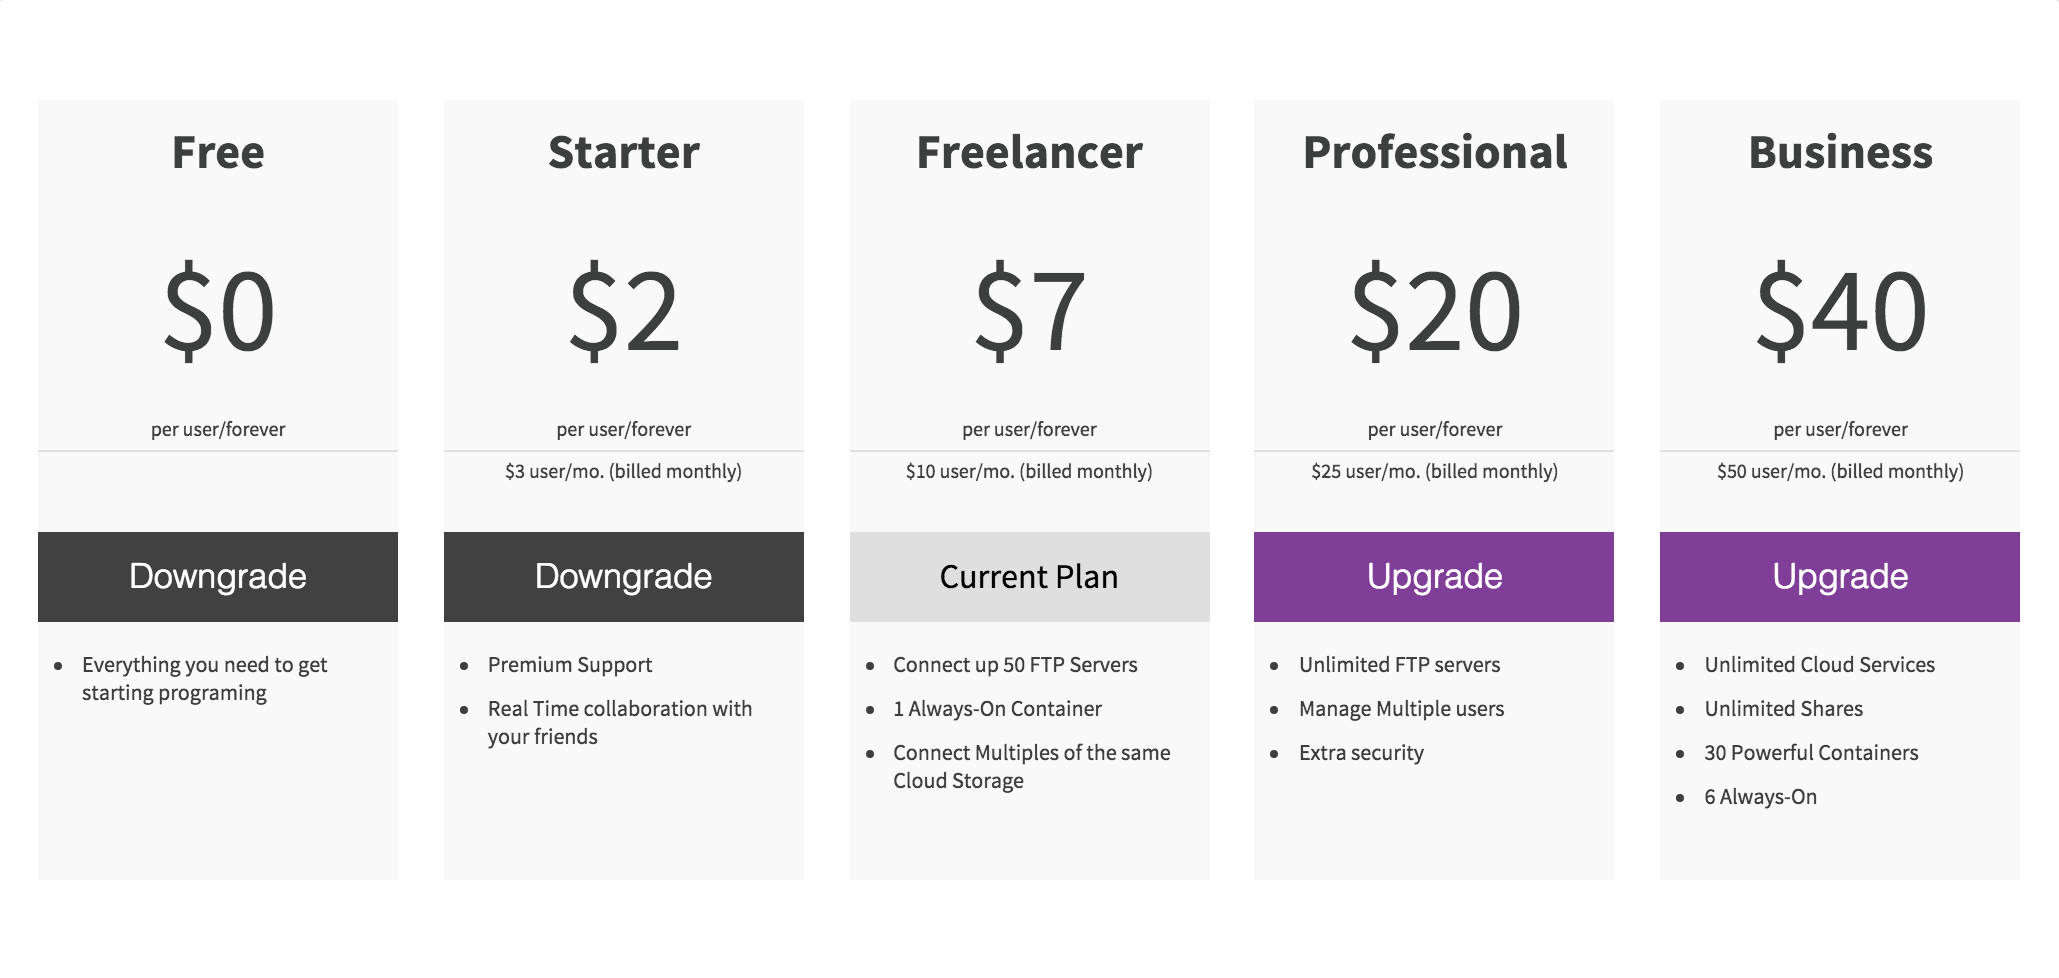 Free
$0
per user/forever
Downgrade
Everything you need to get
starting programing
Starter
$2
per user/forever
$3 user/mo. (billed monthly)
Downgrade
Premium Support
Real Time collaboration with
your friends
Freelancer
$7
per user/forever
$10 user/mo. (billed monthly)
Current Plan
Connect up 50 FTP Servers
1 Always-On Container
Connect Multiples of the same
Cloud Storage
Professional
$20
per user/forever
$25 user/mo. (billed monthly)
Upgrade
Unlimited FTP servers
Manage Multiple users
Extra security
Business
$40
per user/forever
$50 user/mo. (billed monthly)
Upgrade
Unlimited Cloud Services
Unlimited Shares
30 Powerful Containers
6 Always-On